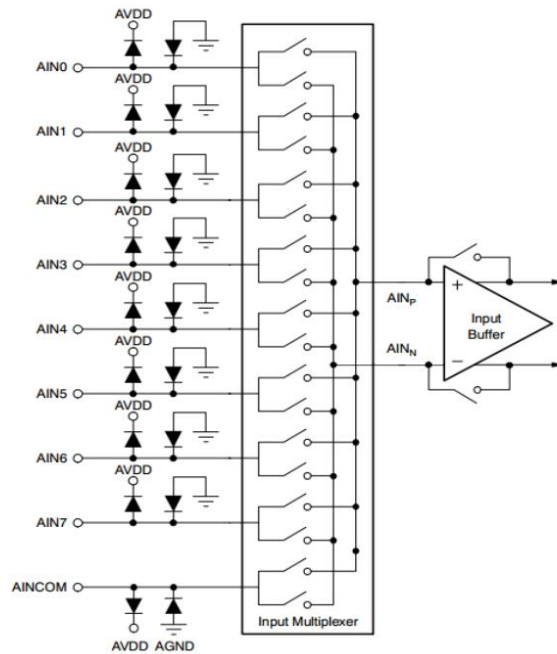 AVDD
AIN0
AVDD
AIN1
AVDD
AIN2
AVDD
AIN3
AVDD
AIN4
AVDD
AIN5
AVDD
AIN6
AVDD
AIN7
AINCOM
AVDD AGND
Input Multiplexer
AINP
AINN
+
Input
Buffer
−